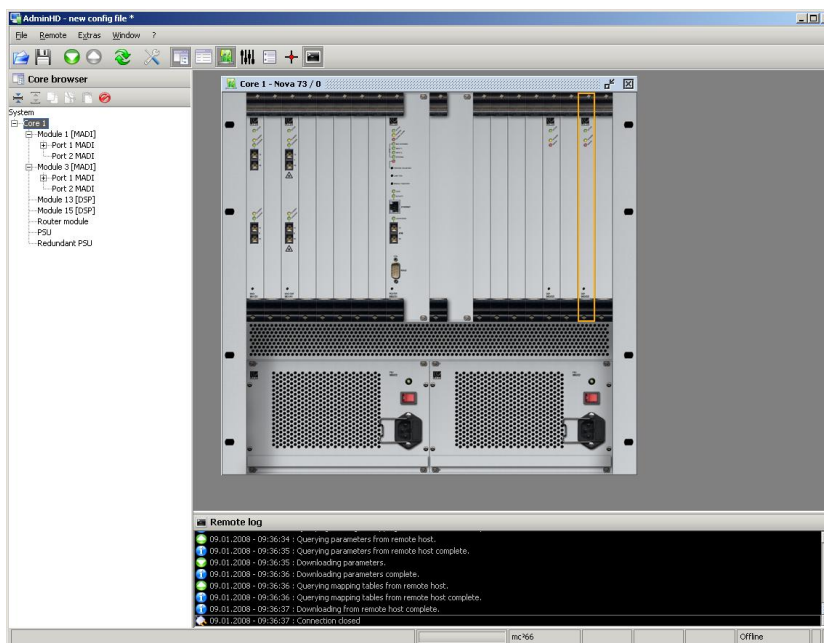 AdminHD - new config file *
File Remote Extras Window ?
Core browser
System
Core 1
Module 1 [MADI]
Port 1 MADI
Port 2 MADI
Module 3 [MADI]
Port 1 MADI
Port 2 MADI
Module 13 [DSP]
Module 15 [DSP]
Router module
PSU
Redundant PSU
Core 1 - Nova 73 / 0
Remote log
09.01.2008 - 09:36:34 : Querying parameters from remote host.
09.01.2008 - 09:36:35 : Querying parameters from remote host complete.
09.01.2008 - 09:36:35 : Downloading parameters.
09.01.2008 - 09:36:36 : Downloading parameters complete.
09.01.2008 - 09:36:36 : Querying mapping tables from remote host.
09.01.2008 - 09:36:36 : Querying mapping tables from remote host complete.
09.01.2008 - 09:36:37 : Downloading from remote host complete.
09.01.2008 - 09:36:37 : Connection closed
mc²66
Offline